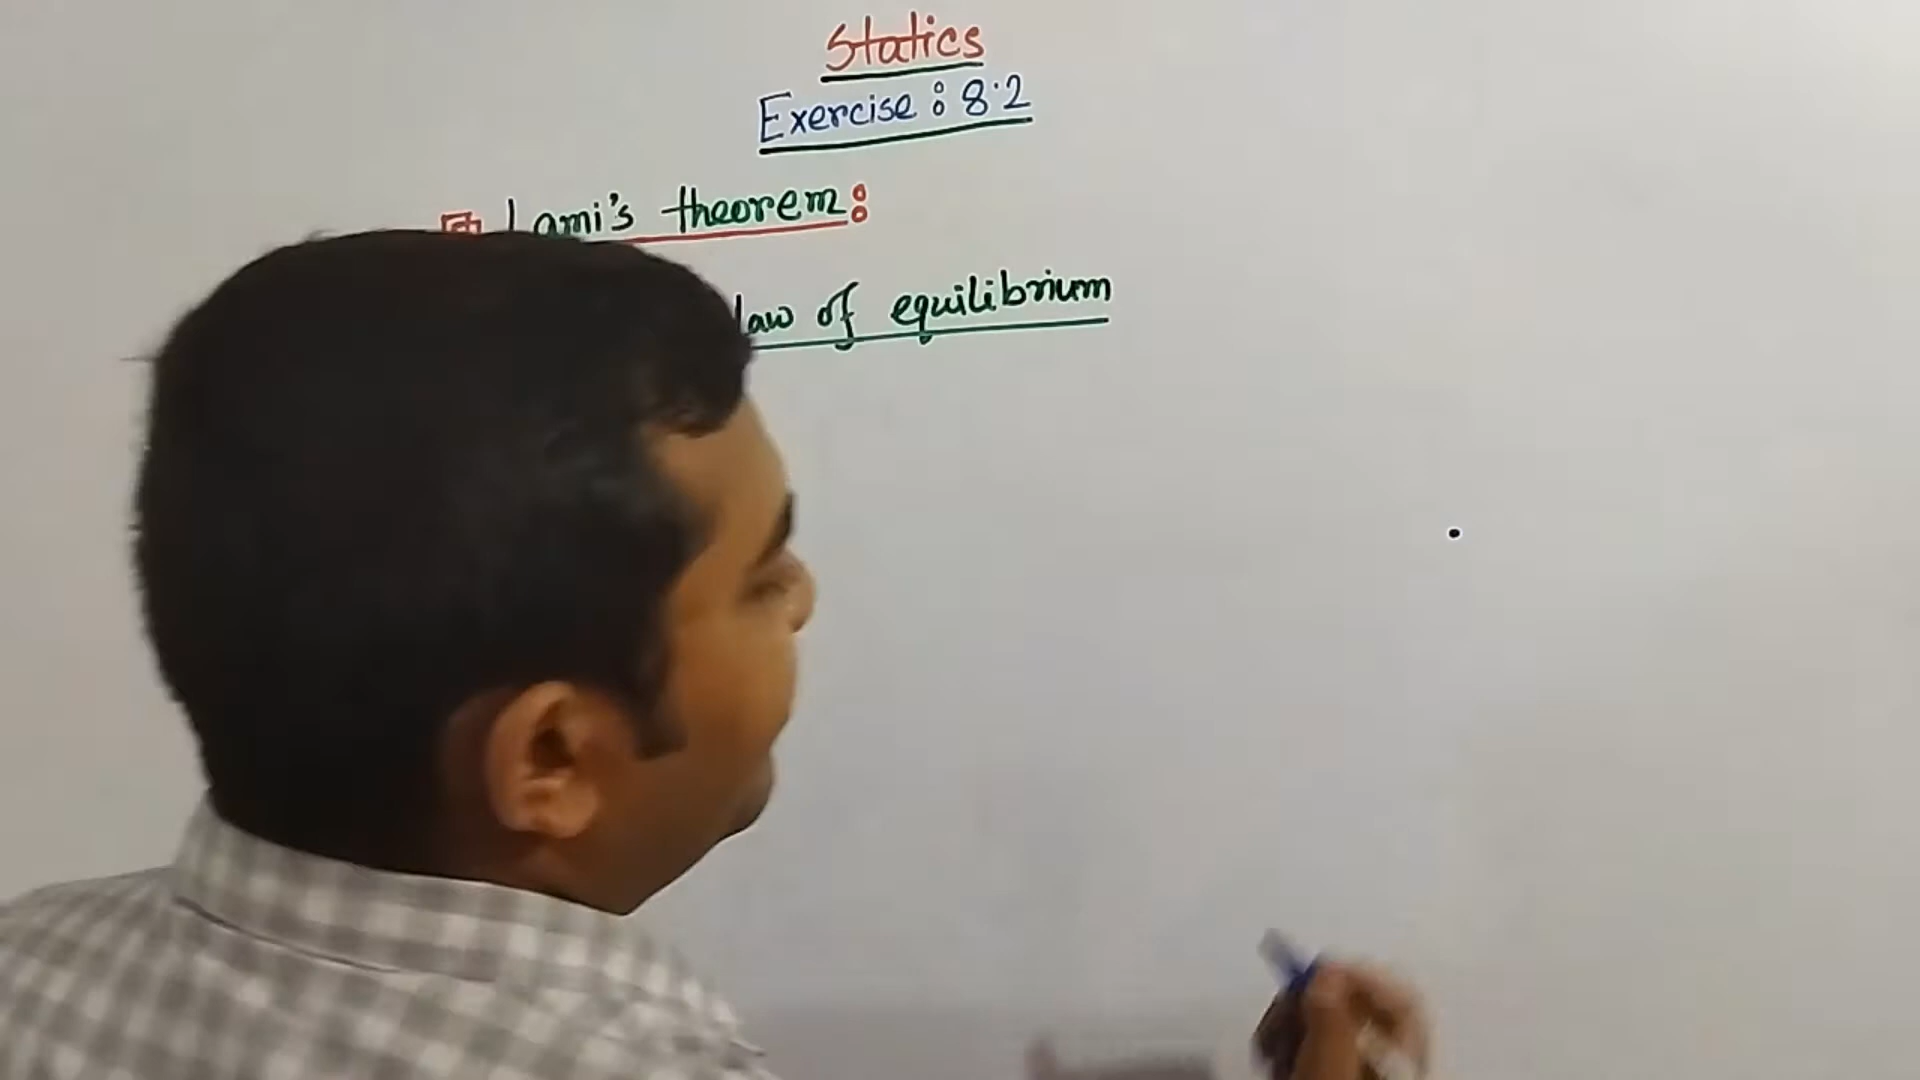 Statics
Exercise : 8.2
Lami's theorem:
law of equilibrium